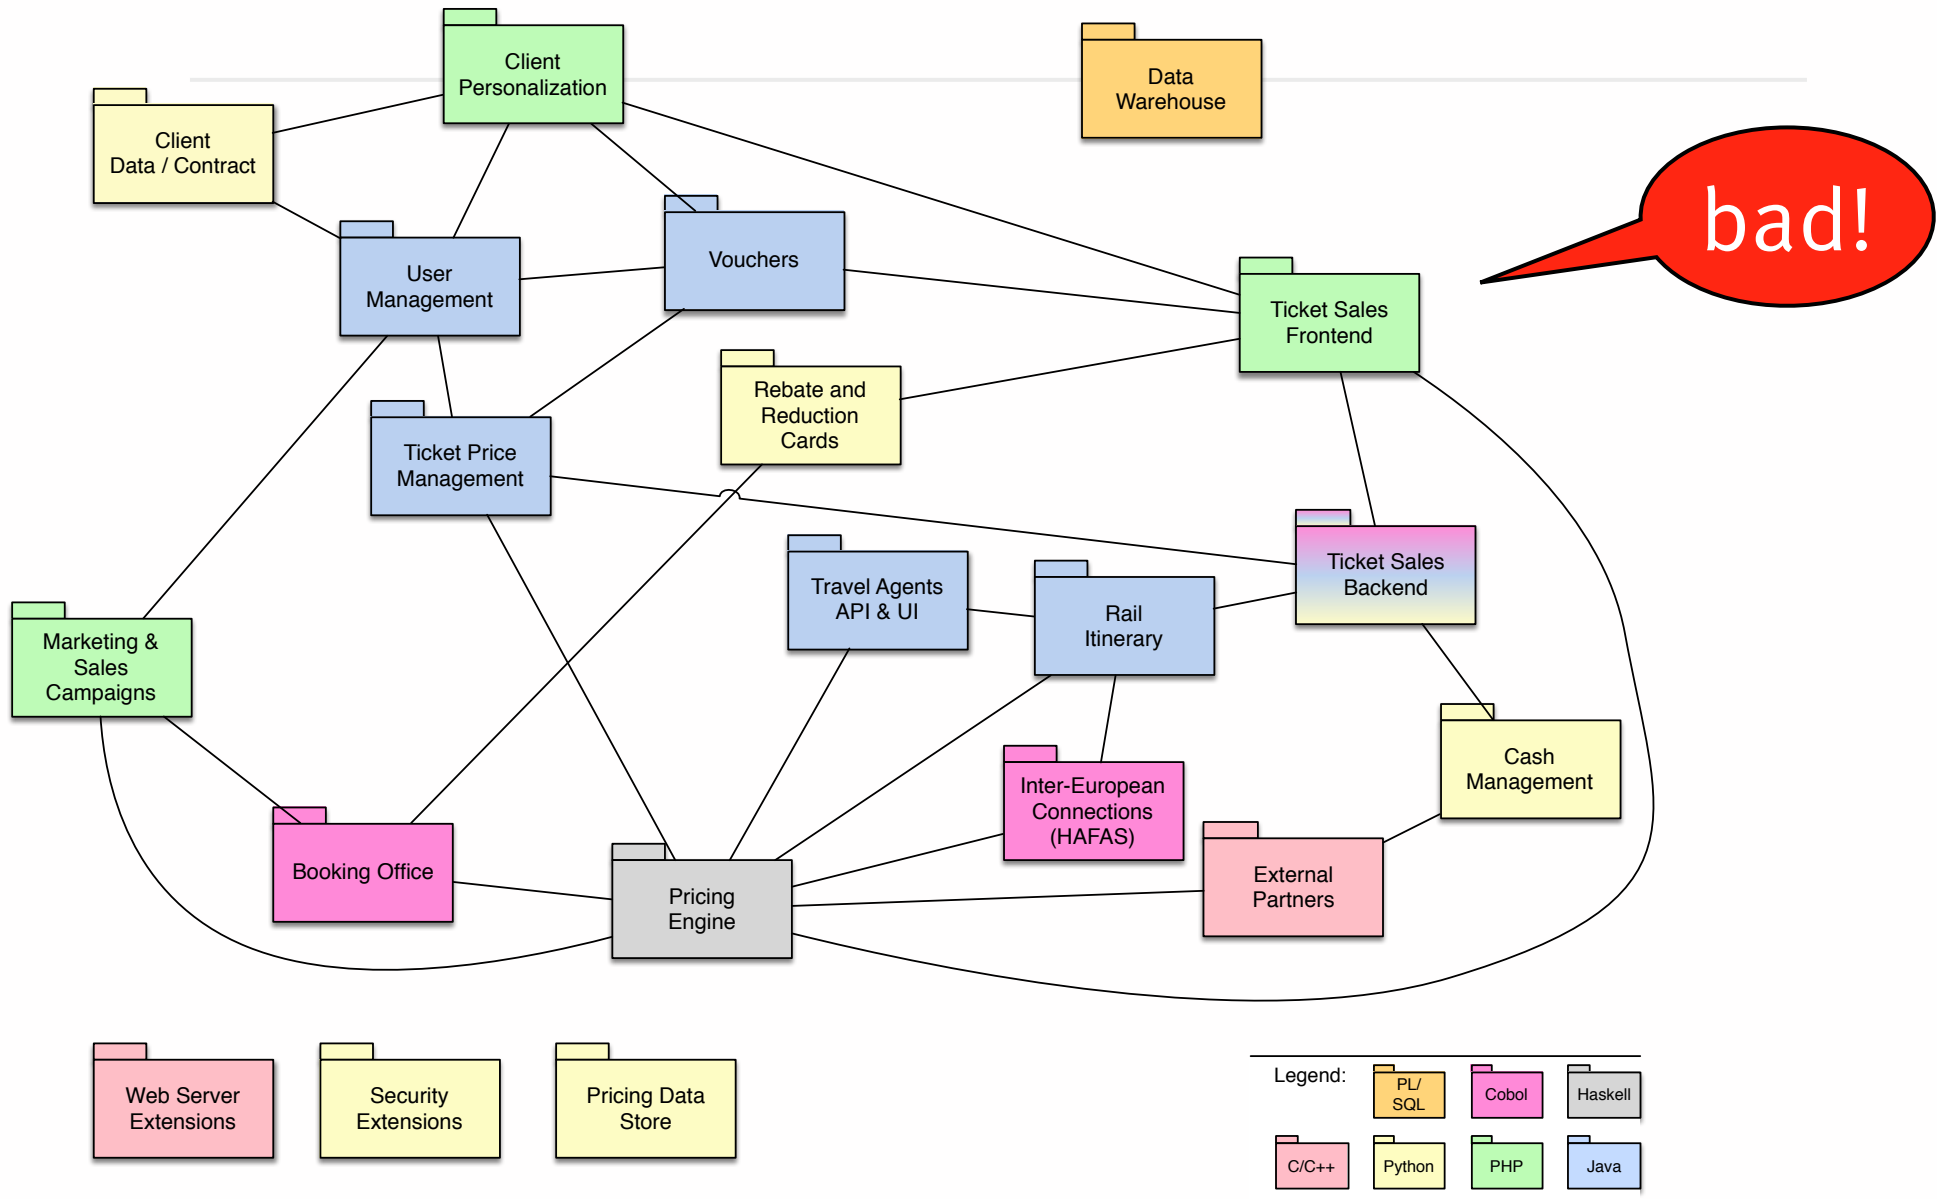 Client
Personalization
Data
Warehouse
Client
Data / Contract
bad!
User
Management
Vouchers
Ticket Sales
Frontend
Rebate and
Reduction
Cards
Ticket Price
Management
Ticket Sales
Backend
Travel Agents
API & UI
Rail
Itinerary
Marketing &
Sales
Campaigns
Cash
Management
Inter-European
Connections
(HAFAS)
Booking Office
Pricing
Engine
External
Partners
Web Server
Extensions
Security
Extensions
Pricing Data
Store
Legend:
PL/
SQL
Cobol
Haskell
C/C++
Python
PHP
Java